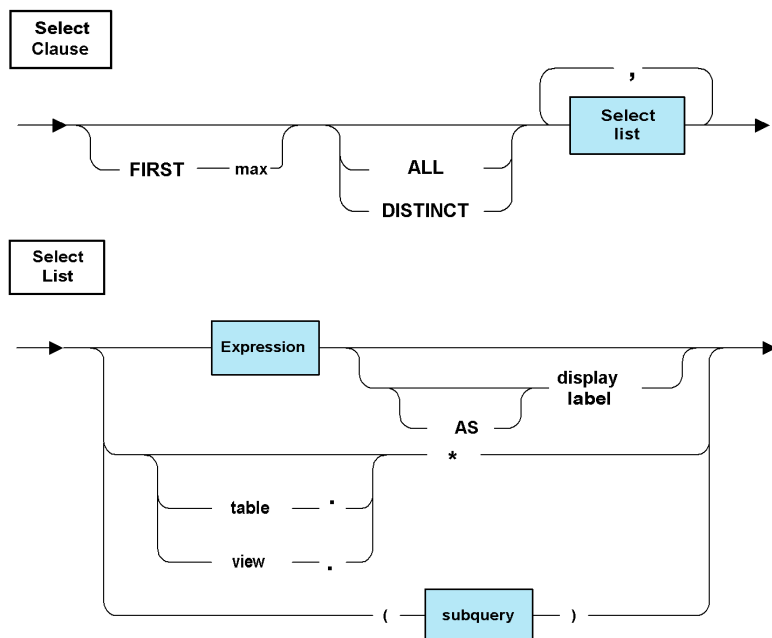 Select
Clause
,
Select
list
FIRST max
ALL
DISTINCT
Select
List
Expression
display
label
AS
*
table .
view .
( subquery )